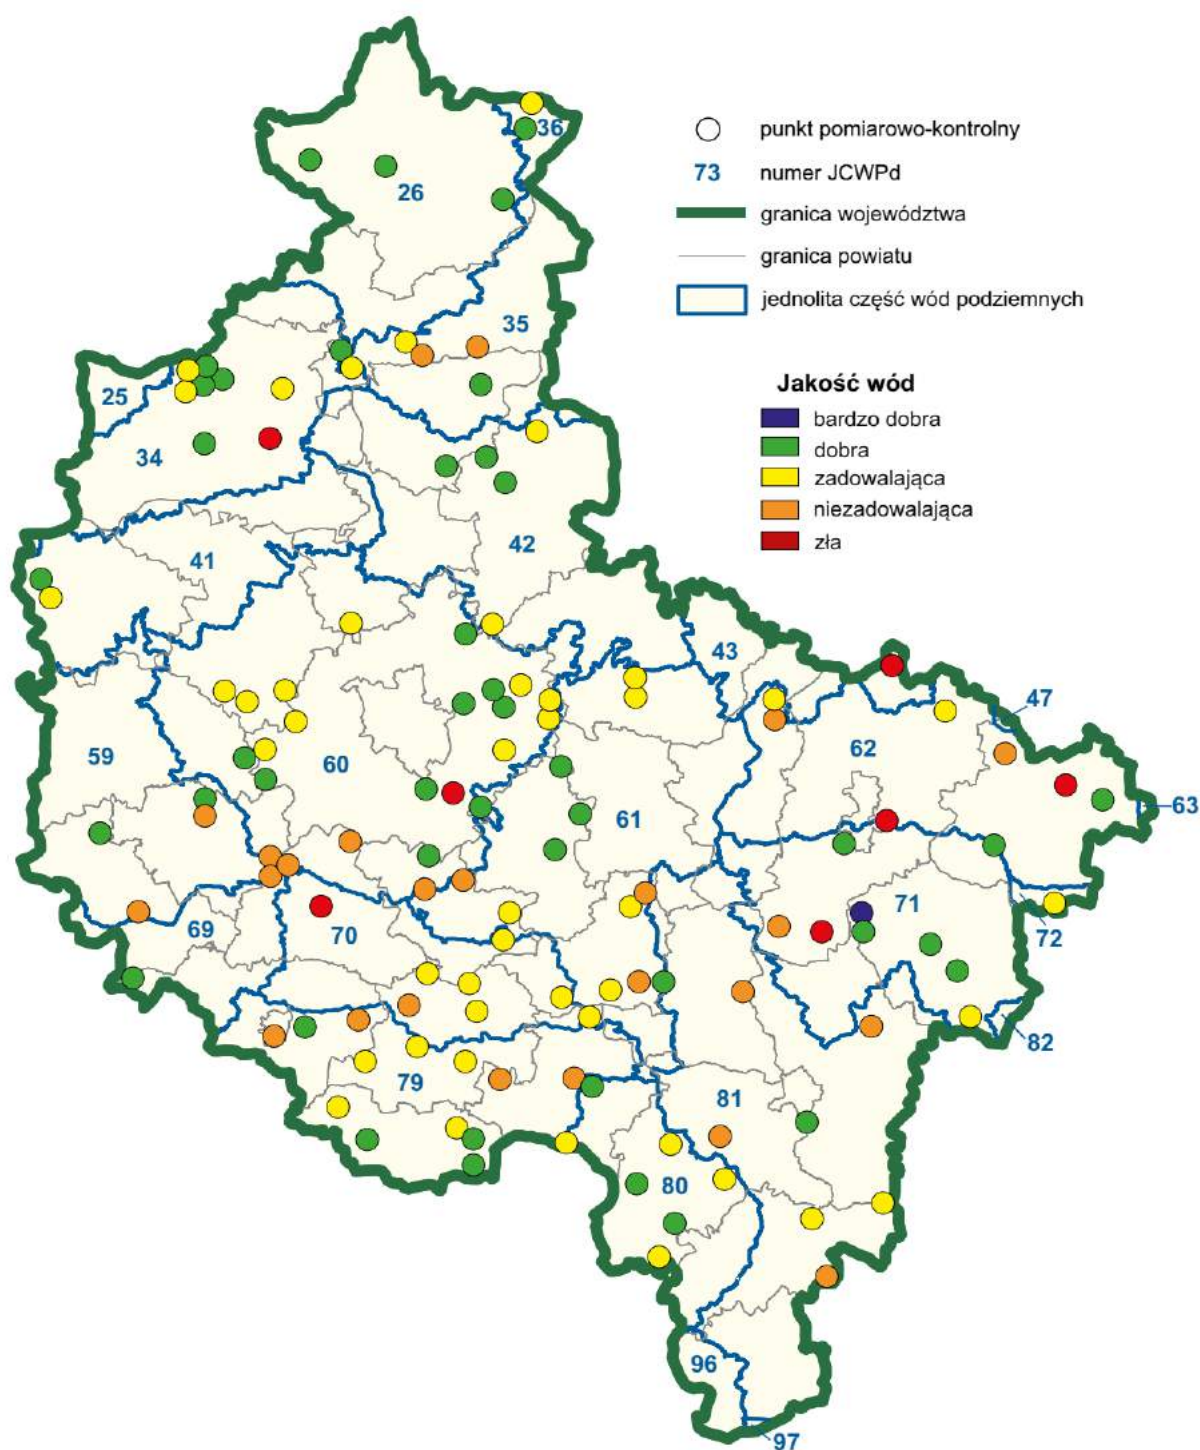 36
punkt pomiarowo-kontrolny
73 numer JCWPd
26
granica województwa
granica powiatu
jednolita część wód podziemnych
35
Jakość wód
25
bardzo dobra
dobra
34
zadowalająca
niezadowalająca
zła
42
41
43
47
59
62
60
63
61
71
69
70
72
82
79
81
80
96
97